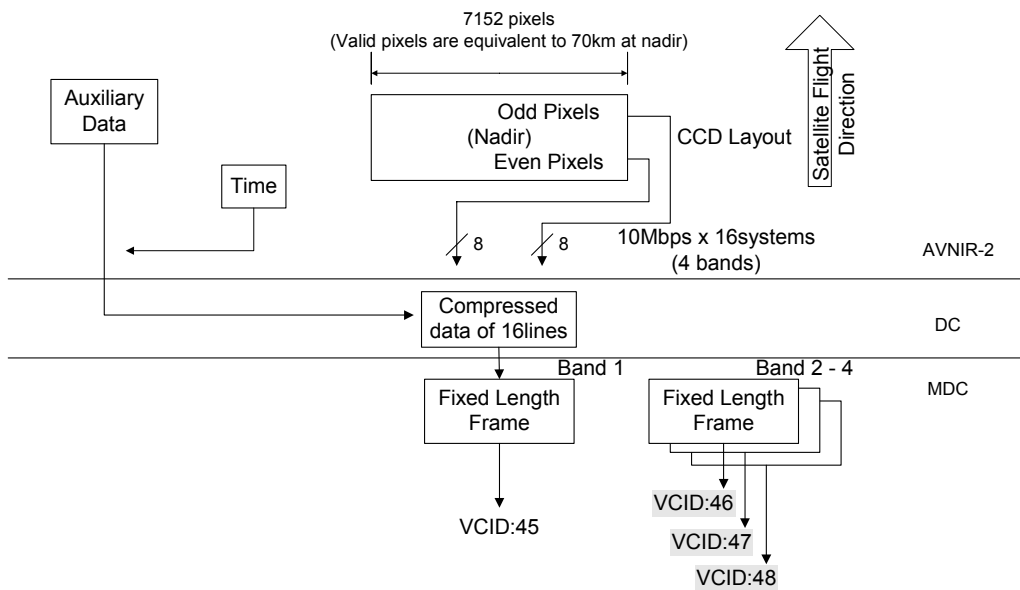 7152 pixels
(Valid pixels are equivalent to 70km at nadir)
Auxiliary
Data
Time
Odd Pixels
(Nadir)
Even Pixels
CCD Layout
Satellite Flight
Direction
8
8
10Mbps x 16systems
(4 bands)
AVNIR-2
Compressed
data of 16lines
DC
Band 1
Band 2 - 4
MDC
Fixed Length
Frame
Fixed Length
Frame
VCID:45
VCID:46
VCID:47
VCID:48